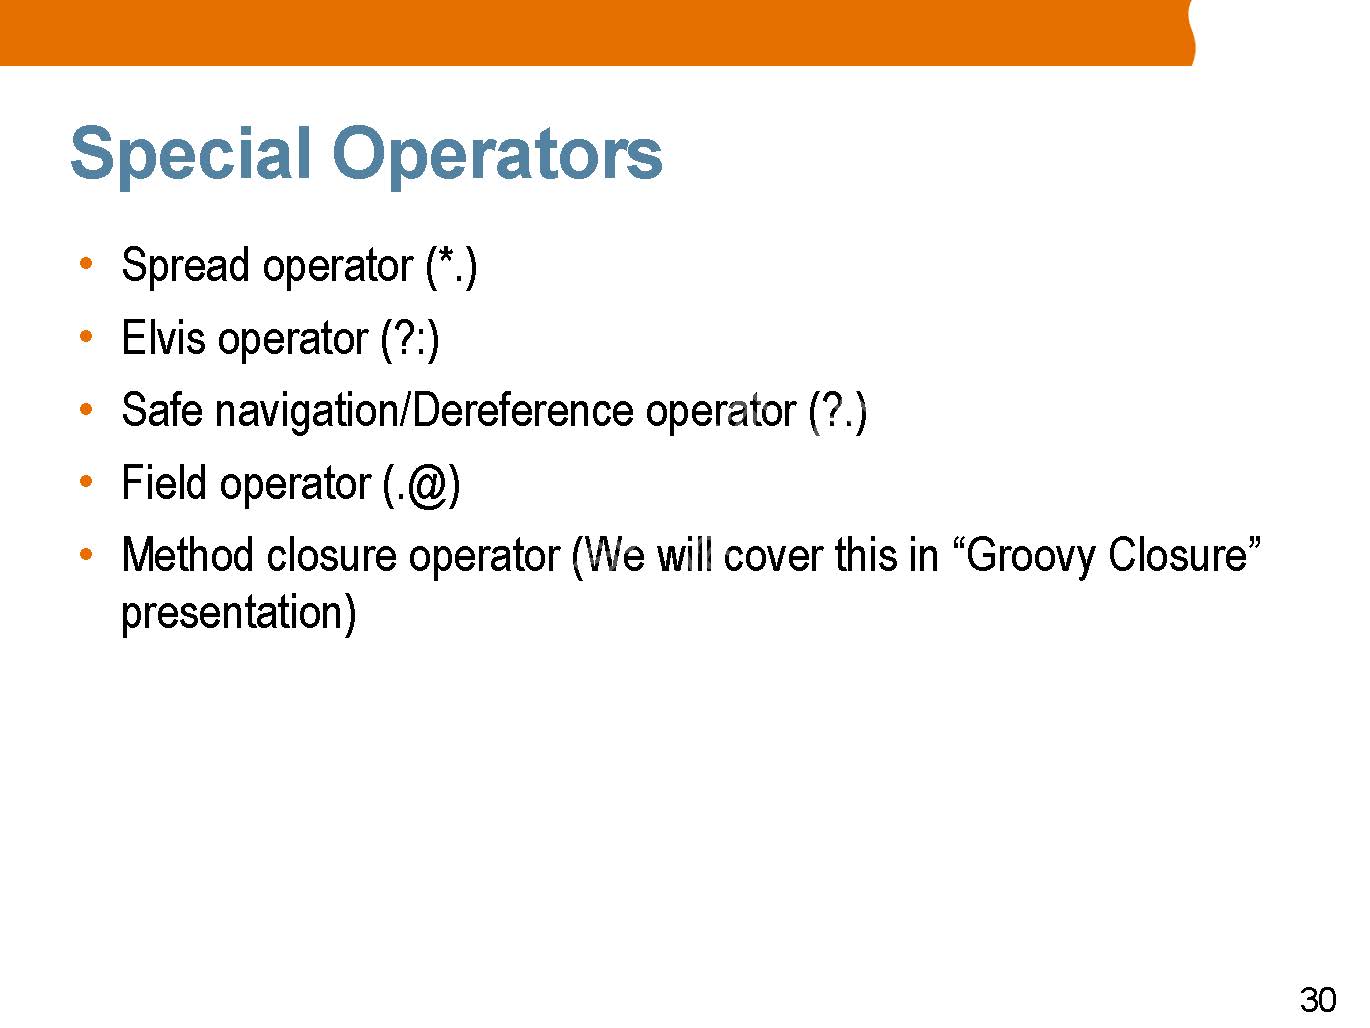 Special Operators
• Spread operator (*.)
• Elvis operator (?:)
• Safe navigation/Dereference operator (?.)
• Field operator (.@)
• Method closure operator (We will cover this in “Groovy Closure”
presentation)
30